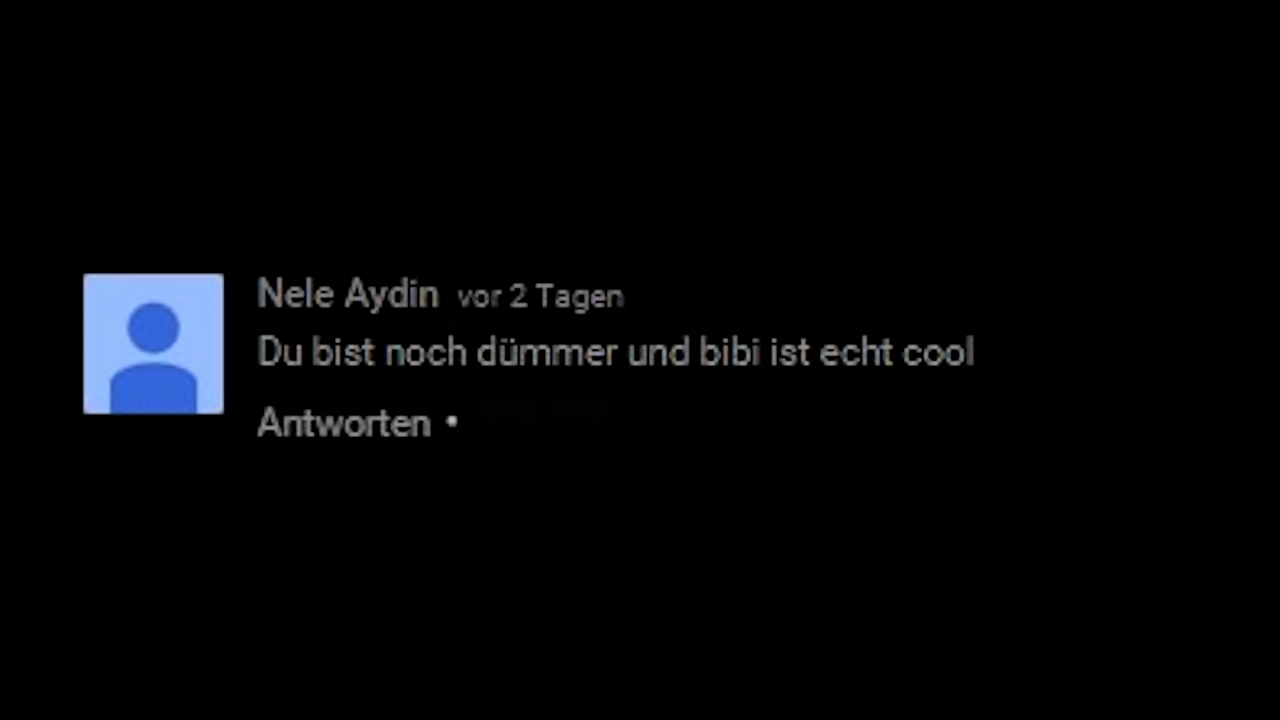 Nele Aydin vor 2 Tagen
Du bist noch dümmer und bibi ist echt cool
Antworten •